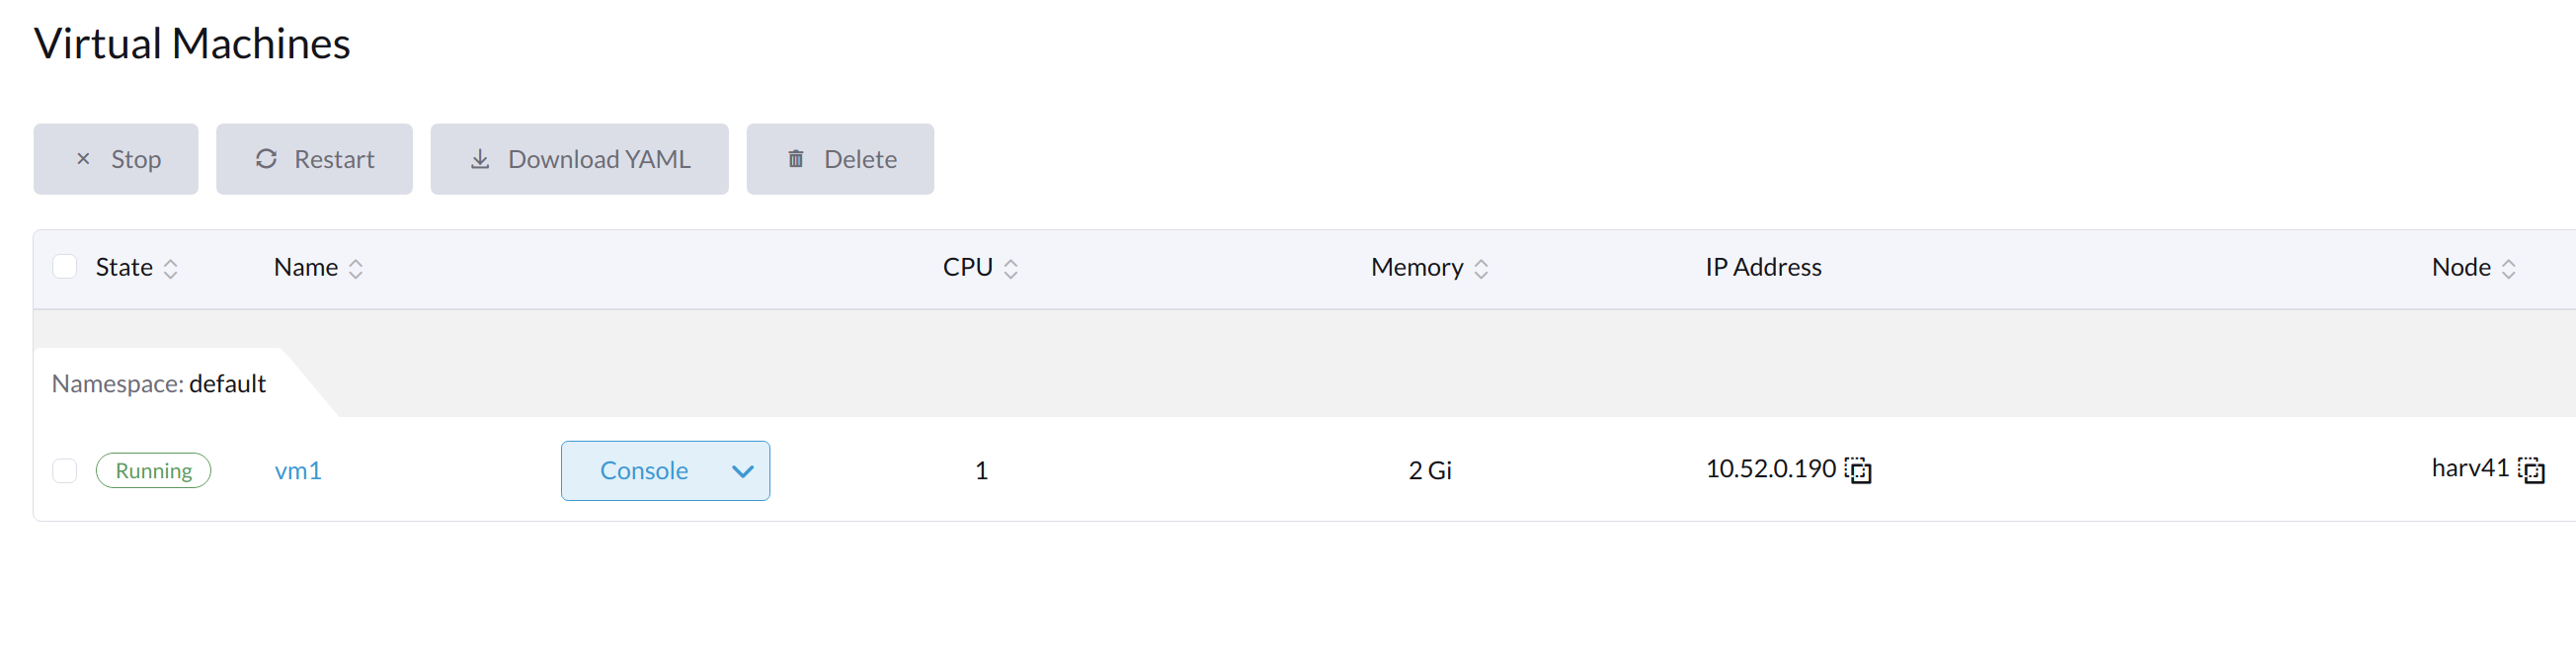 Virtual Machines
Stop Restart Download YAML Delete
State Name CPU Memory IP Address Node
Namespace: default
Running vm1 Console 1 2 Gi 10.52.0.190 harv41